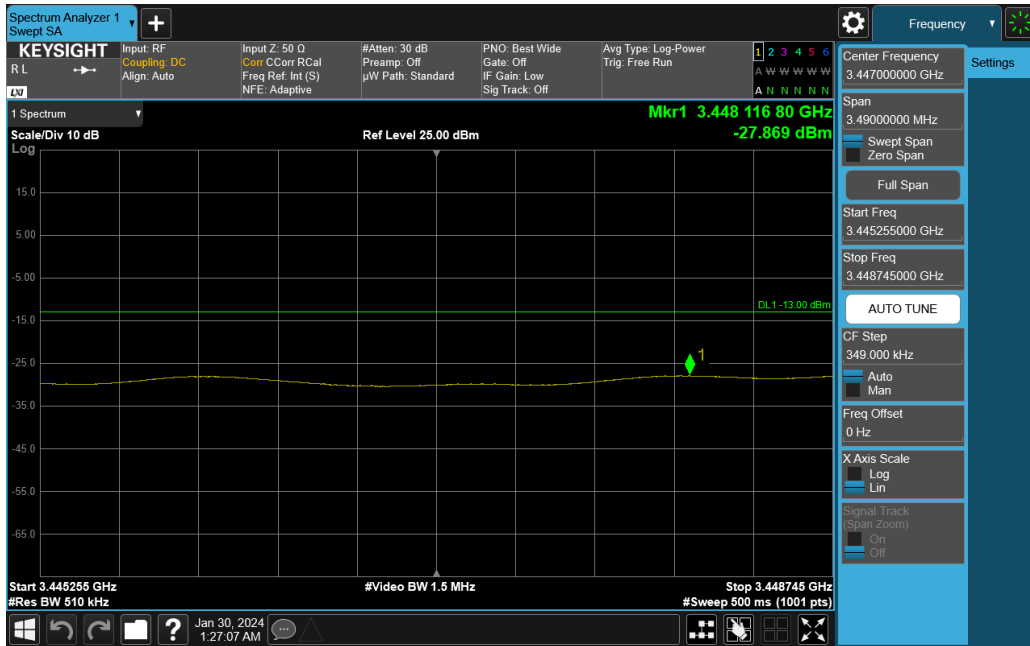 Spectrum Analyzer 1
Swept SA
Frequency
KEYSIGHT
R L
LXI
Input: RF
Coupling: DC
Align: Auto
Input Z: 50 Ω
Corr CCorr RCal
Freq Ref: Int (S)
NFE: Adaptive
#Atten: 30 dB
Preamp: Off
µW Path: Standard
PNO: Best Wide
Gate: Off
IF Gain: Low
Sig Track: Off
Avg Type: Log-Power
Trig: Free Run
1 2 3 4 5 6
A W W W W W
A N N N N N
1 Spectrum
Scale/Div 10 dB
Ref Level 25.00 dBm
Mkr1 3.448 116 80 GHz
-27.869 dBm
Log
15.0
5.00
-5.00
-15.0
-25.0
-35.0
-45.0
-55.0
-65.0
DL1 -13.00 dBm
1
Start 3.445255 GHz
#Res BW 510 kHz
#Video BW 1.5 MHz
Stop 3.448745 GHz
#Sweep 500 ms (1001 pts)
?
Jan 30, 2024
1:27:07 AM
Center Frequency
3.447000000 GHz
Span
3.49000000 MHz
Swept Span
Zero Span
Full Span
Start Freq
3.445255000 GHz
Stop Freq
3.448745000 GHz
AUTO TUNE
CF Step
349.000 kHz
Auto
Man
Freq Offset
0 Hz
X Axis Scale
Log
Lin
Signal Track
(Span Zoom)
On
Off
Settings